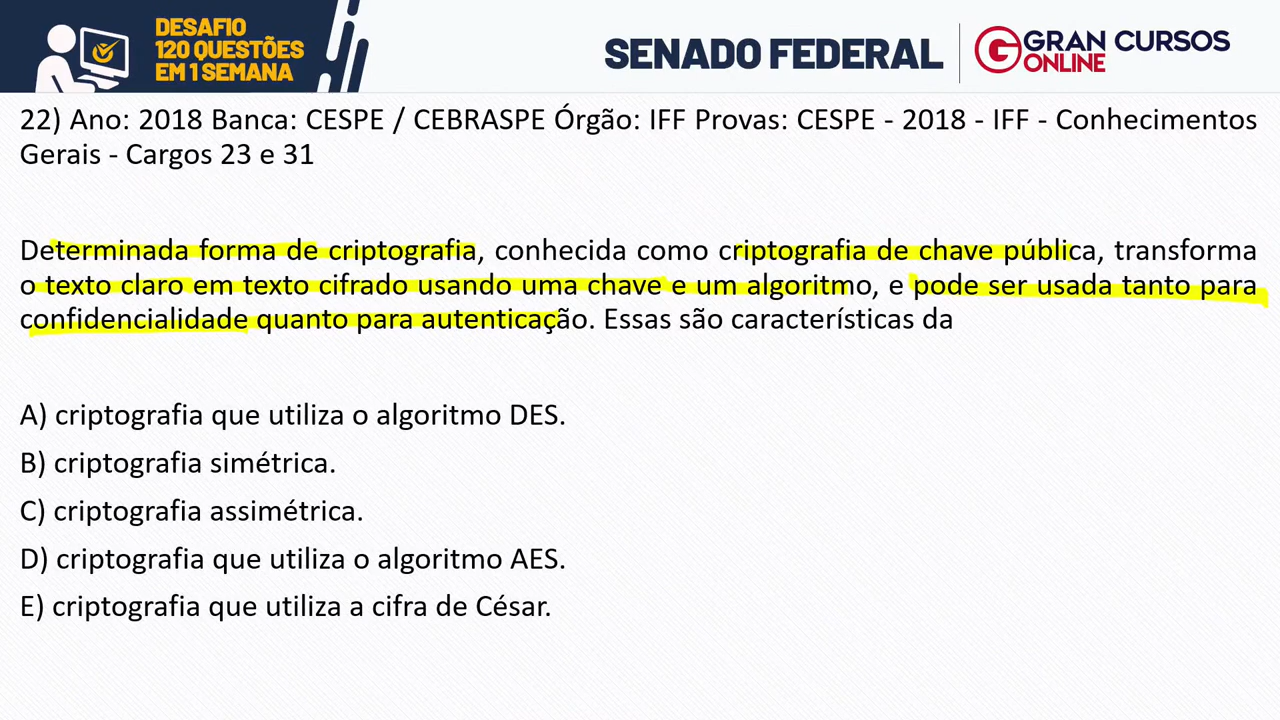 DESAFIO
120 QUESTÕES
EM 1 SEMANA
SENADO FEDERAL
GRAN CURSOS
ONLINE
22) Ano: 2018 Banca: CESPE / CEBRASPE Órgão: IFF Provas: CESPE - 2018 - IFF - Conhecimentos
Gerais - Cargos 23 e 31
Determinada forma de criptografia, conhecida como criptografia de chave pública, transforma
o texto claro em texto cifrado usando uma chave e um algoritmo, e pode ser usada tanto para
confidencialidade quanto para autenticação. Essas são características da
A) criptografia que utiliza o algoritmo DES.
B) criptografia simétrica.
C) criptografia assimétrica.
D) criptografia que utiliza o algoritmo AES.
E) criptografia que utiliza a cifra de César.